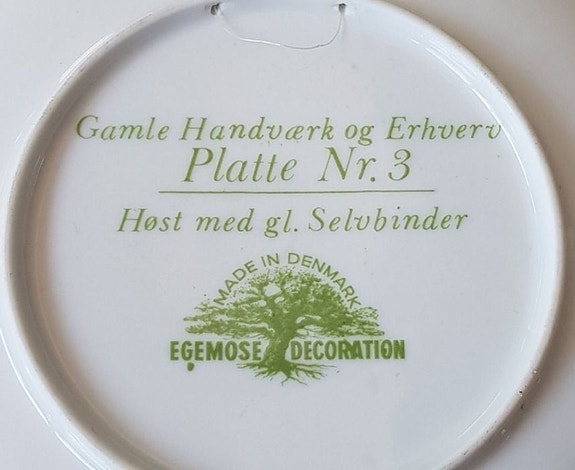 Gamle Handværk og Erhverv
Platte Nr. 3
Høst med gl. Selvbinder
MADE IN DENMARK
EGEMOSE DECORATION